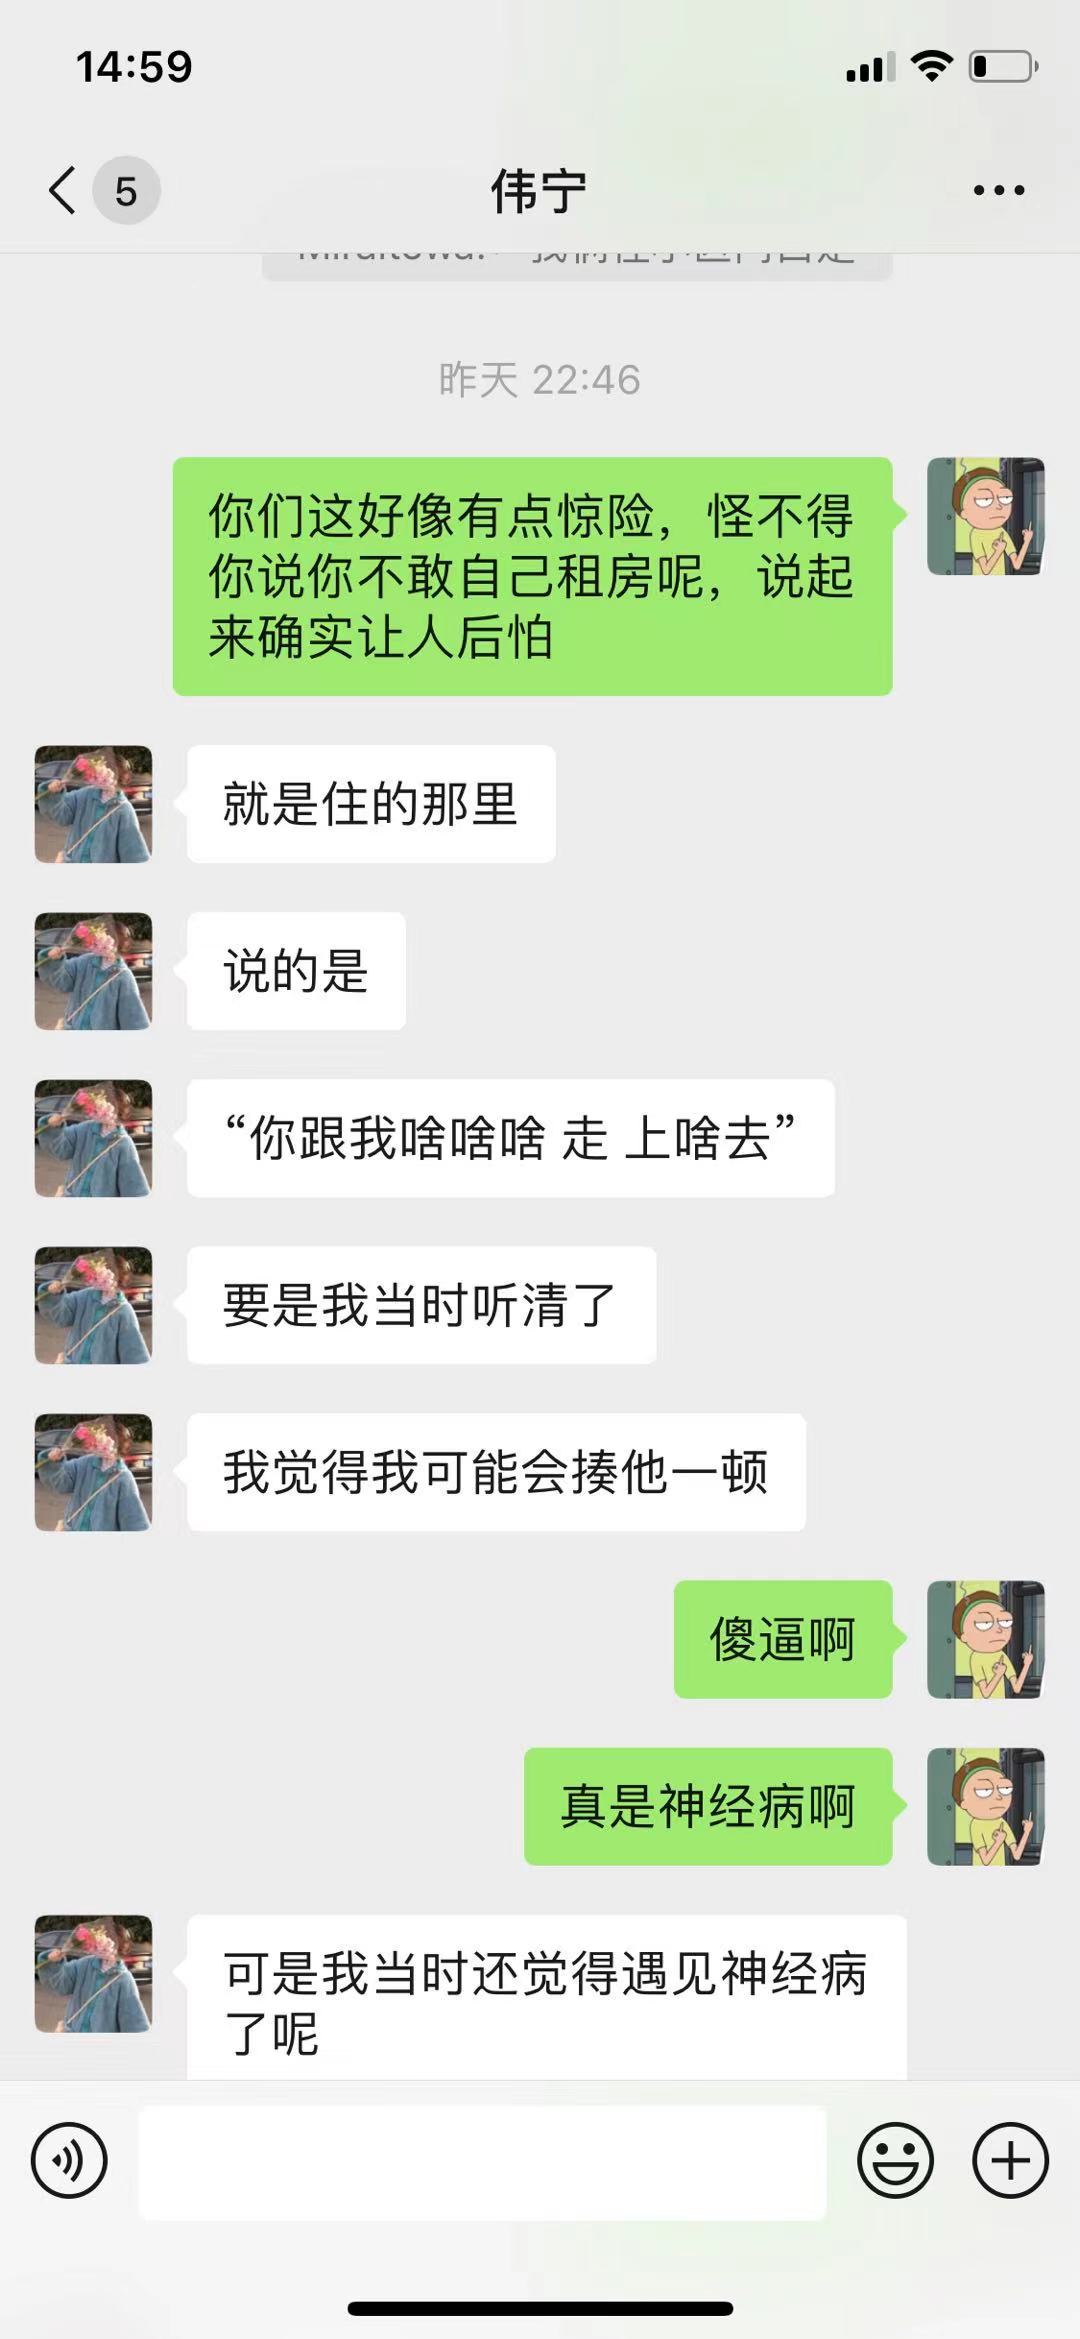 14:59
5
伟宁
昨天 22:46
你们这好像有点惊险，怪不得
你说你不敢自己租房呢，说起
来确实让人后怕
就是住的那里
说的是
“你跟我啥啥啥 走 上啥去”
要是我当时听清了
我觉得我可能会揍他一顿
傻逼啊
真是神经病啊
可是我当时还觉得遇见神经病
了呢